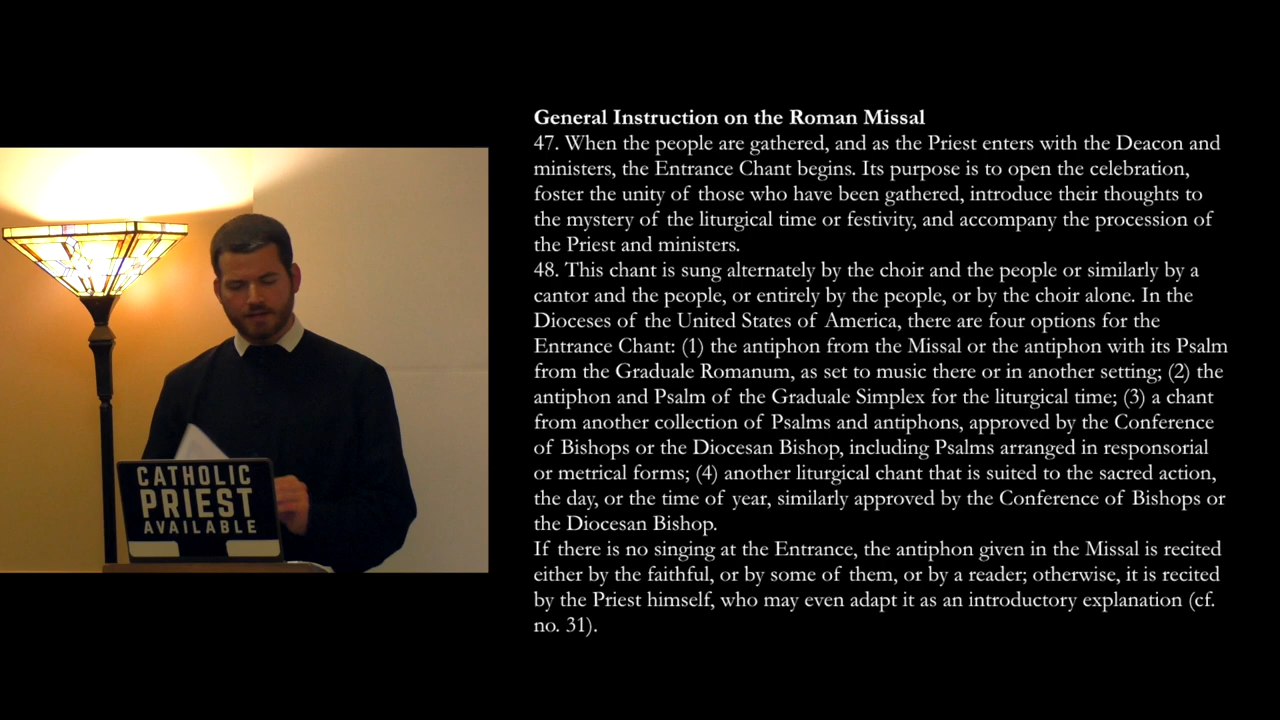 General Instruction on the Roman Missal
47. When the people are gathered, and as the Priest enters with the Deacon and
ministers, the Entrance Chant begins. Its purpose is to open the celebration,
foster the unity of those who have been gathered, introduce their thoughts to
the mystery of the liturgical time or festivity, and accompany the procession of
the Priest and ministers.
48. This chant is sung alternately by the choir and the people or similarly by a
cantor and the people, or entirely by the people, or by the choir alone. In the
Dioceses of the United States of America, there are four options for the
Entrance Chant: (1) the antiphon from the Missal or the antiphon with its Psalm
from the Graduale Romanum, as set to music there or in another setting; (2) the
antiphon and Psalm of the Graduale Simplex for the liturgical time; (3) a chant
from another collection of Psalms and antiphons, approved by the Conference
of Bishops or the Diocesan Bishop, including Psalms arranged in responsorial
or metrical forms; (4) another liturgical chant that is suited to the sacred action,
the day, or the time of year, similarly approved by the Conference of Bishops or
the Diocesan Bishop.
If there is no singing at the Entrance, the antiphon given in the Missal is recited
either by the faithful, or by some of them, or by a reader; otherwise, it is recited
by the Priest himself, who may even adapt it as an introductory explanation (cf.
no. 31).
CATHOLIC
PRIEST
AVAILABLE